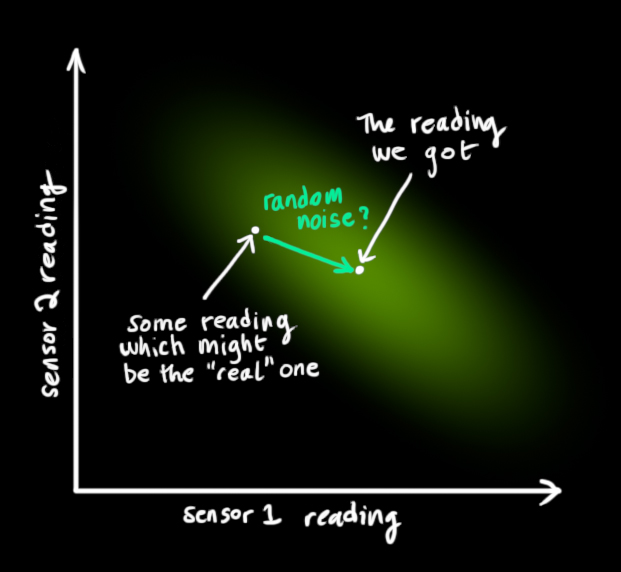 The reading
we got
random
noise?
Some reading
which might
be the "real" one
sensor 2 reading
sensor 1 reading